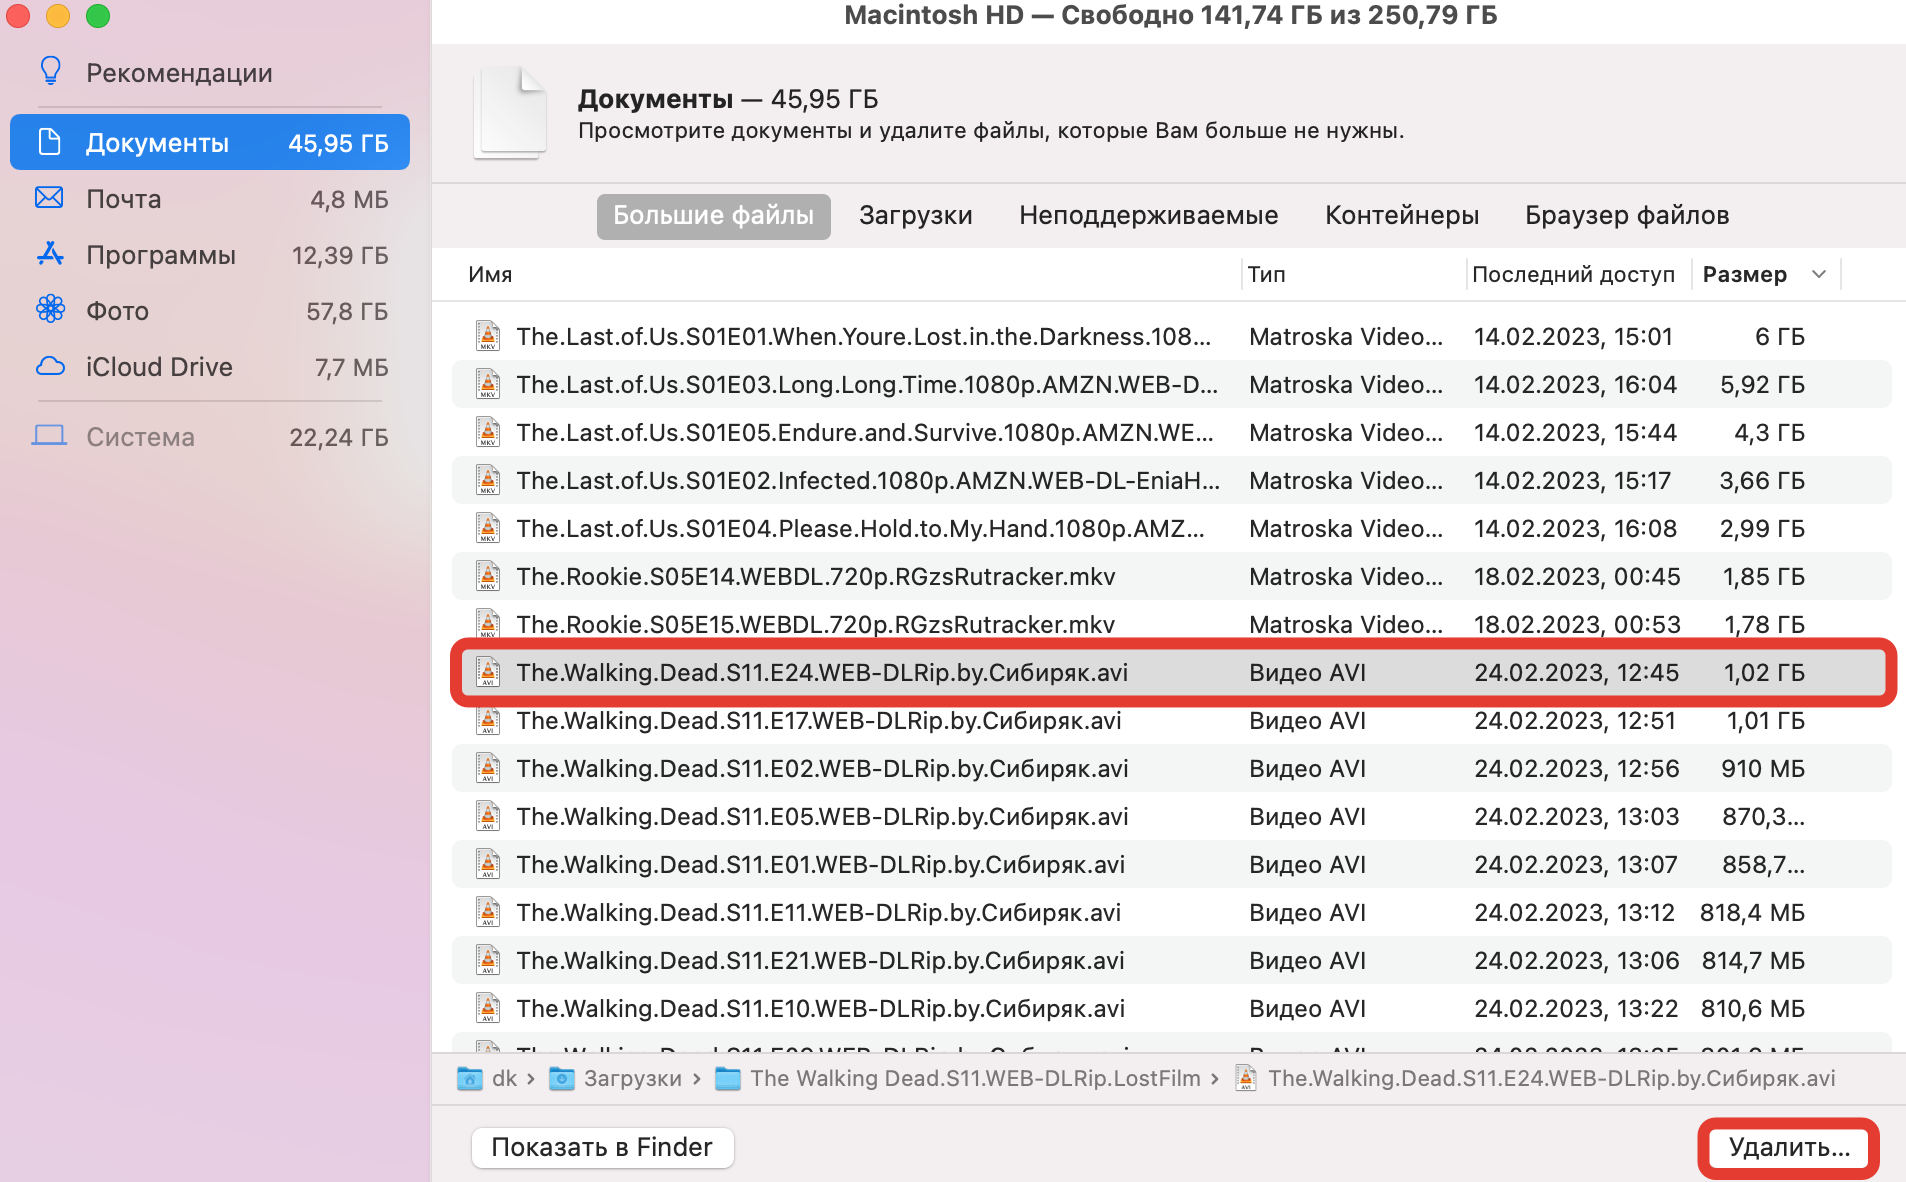 Macintosh HD — Свободно 141,74 ГБ из 250,79 ГБ
Рекомендации
Документы 45,95 ГБ
Почта 4,8 МБ
Программы 12,39 ГБ
Фото 57,8 ГБ
iCloud Drive 7,7 МБ
Система 22,24 ГБ
Документы — 45,95 ГБ
Просмотрите документы и удалите файлы, которые Вам больше не нужны.
Большие файлы Загрузки Неподдерживаемые Контейнеры Браузер файлов
Имя Тип Последний доступ Размер
The.Last.of.Us.S01E01.When.Youre.Lost.in.the.Darkness.108... Matroska Video... 14.02.2023, 15:01 6 ГБ
The.Last.of.Us.S01E03.Long.Long.Time.1080p.AMZN.WEB-D... Matroska Video... 14.02.2023, 16:04 5,92 ГБ
The.Last.of.Us.S01E05.Endure.and.Survive.1080p.AMZN.WE... Matroska Video... 14.02.2023, 15:44 4,3 ГБ
The.Last.of.Us.S01E02.Infected.1080p.AMZN.WEB-DL-EniaH... Matroska Video... 14.02.2023, 15:17 3,66 ГБ
The.Last.of.Us.S01E04.Please.Hold.to.My.Hand.1080p.AMZ... Matroska Video... 14.02.2023, 16:08 2,99 ГБ
The.Rookie.S05E14.WEBDL.720p.RGzsRutracker.mkv Matroska Video... 18.02.2023, 00:45 1,85 ГБ
The.Rookie.S05E15.WEBDL.720p.RGzsRutracker.mkv Matroska Video... 18.02.2023, 00:53 1,78 ГБ
The.Walking.Dead.S11.E24.WEB-DLRip.by.Сибиряк.avi Видео AVI 24.02.2023, 12:45 1,02 ГБ
The.Walking.Dead.S11.E17.WEB-DLRip.by.Сибиряк.avi Видео AVI 24.02.2023, 12:51 1,01 ГБ
The.Walking.Dead.S11.E02.WEB-DLRip.by.Сибиряк.avi Видео AVI 24.02.2023, 12:56 910 МБ
The.Walking.Dead.S11.E05.WEB-DLRip.by.Сибиряк.avi Видео AVI 24.02.2023, 13:03 870,3...
The.Walking.Dead.S11.E01.WEB-DLRip.by.Сибиряк.avi Видео AVI 24.02.2023, 13:07 858,7...
The.Walking.Dead.S11.E11.WEB-DLRip.by.Сибиряк.avi Видео AVI 24.02.2023, 13:12 818,4 МБ
The.Walking.Dead.S11.E21.WEB-DLRip.by.Сибиряк.avi Видео AVI 24.02.2023, 13:06 814,7 МБ
The.Walking.Dead.S11.E10.WEB-DLRip.by.Сибиряк.avi Видео AVI 24.02.2023, 13:22 810,6 МБ
dk › Загрузки › The Walking Dead.S11.WEB-DLRip.LostFilm › The.Walking.Dead.S11.E24.WEB-DLRip.by.Сибиряк.avi
Показать в Finder Удалить...